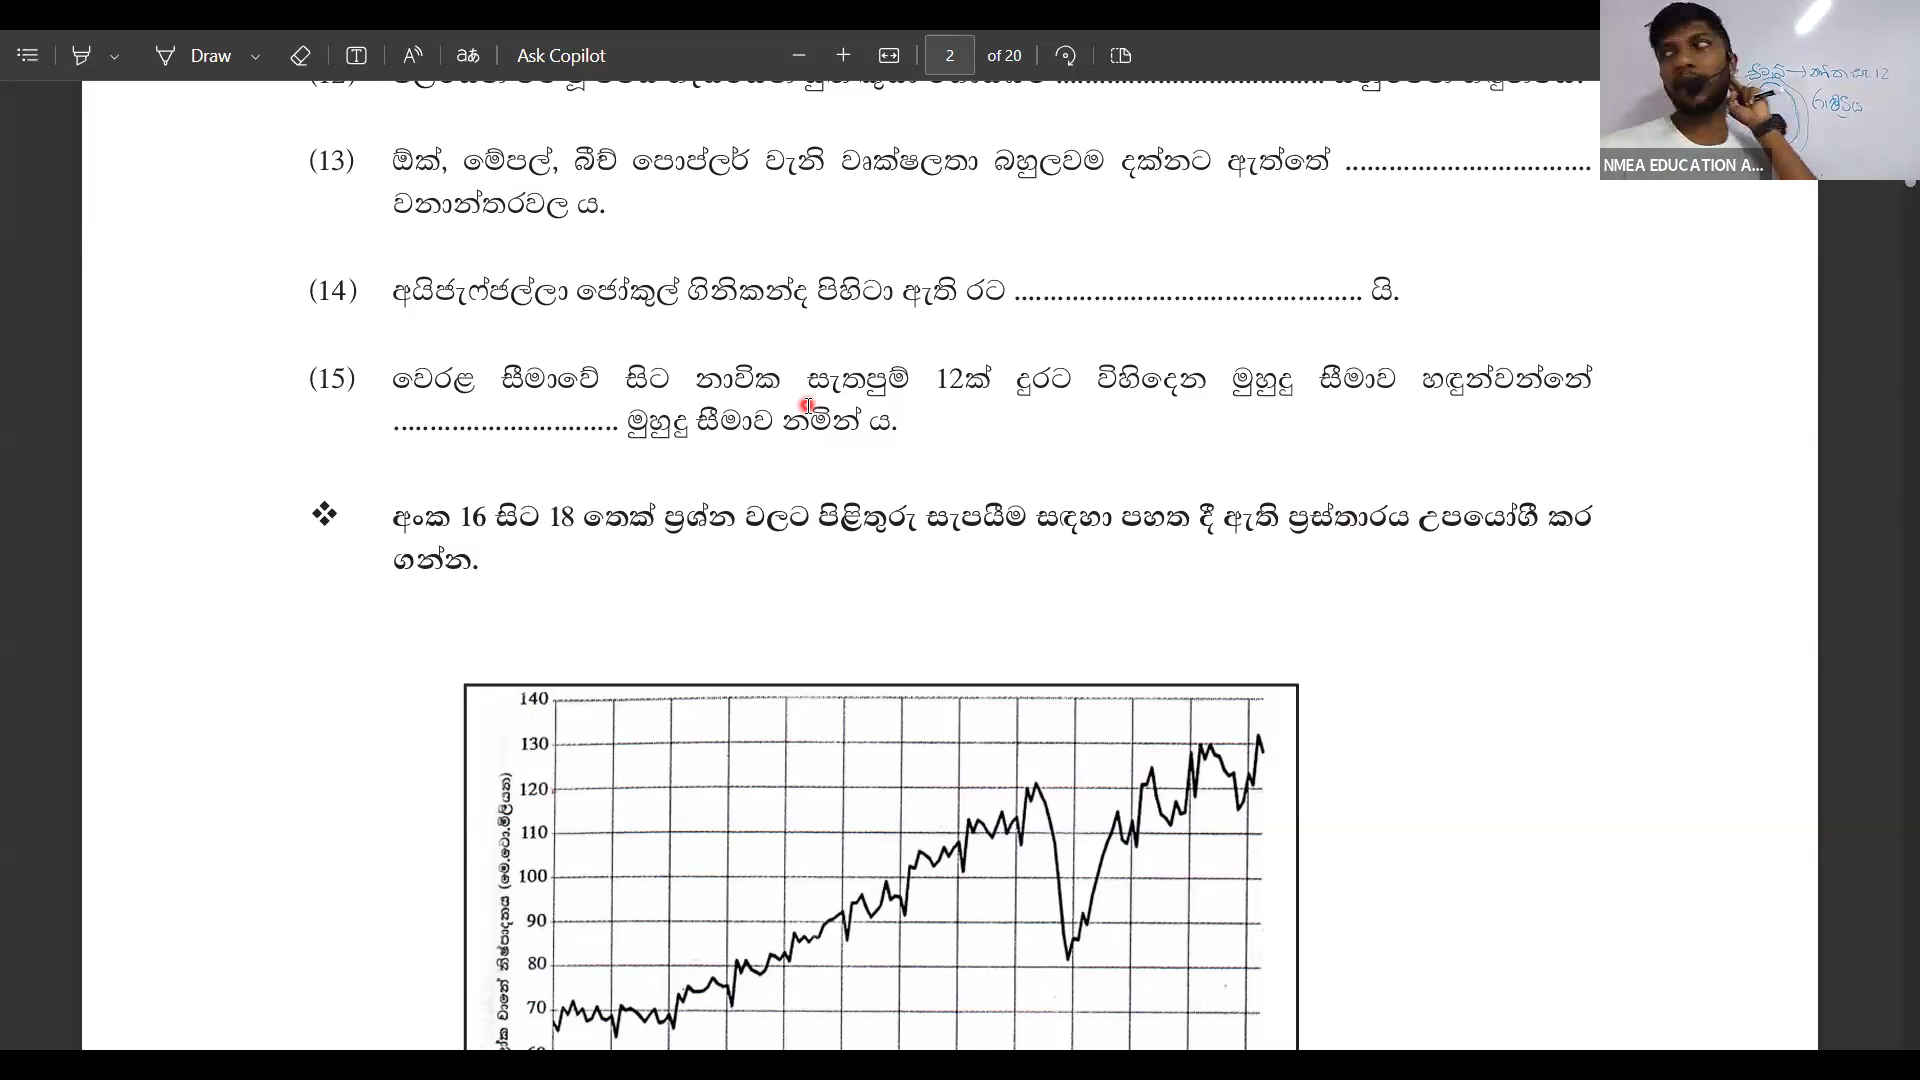 Draw
Ask Copilot
2 of 20
(13) ඕක්, මේපල්, බීච් පොප්ලර් වැනි වෘක්ෂලතා බහුලවම දක්නට ඇත්තේ ..................................
වනාන්තරවල ය.
(14) අයිජැෆ්ජල්ලා ජෝකුල් ගිනිකන්ද පිහිටා ඇති රට ................................................ යි.
(15) වෙරළ සීමාවේ සිට නාවික සැතපුම් 12ක් දුරට විහිදෙන මුහුදු සීමාව හඳුන්වන්නේ
............................... මුහුදු සීමාව නමින් ය.
❖ අංක 16 සිට 18 තෙක් ප්‍රශ්න වලට පිළිතුරු සැපයීම සඳහා පහත දී ඇති ප්‍රස්තාරය උපයෝගී කර
ගන්න.
140
130
120
110
100
90
80
70
නිෂ්පාදනය (මෙ.ටො.මිලියන)
NMEA EDUCATION A...